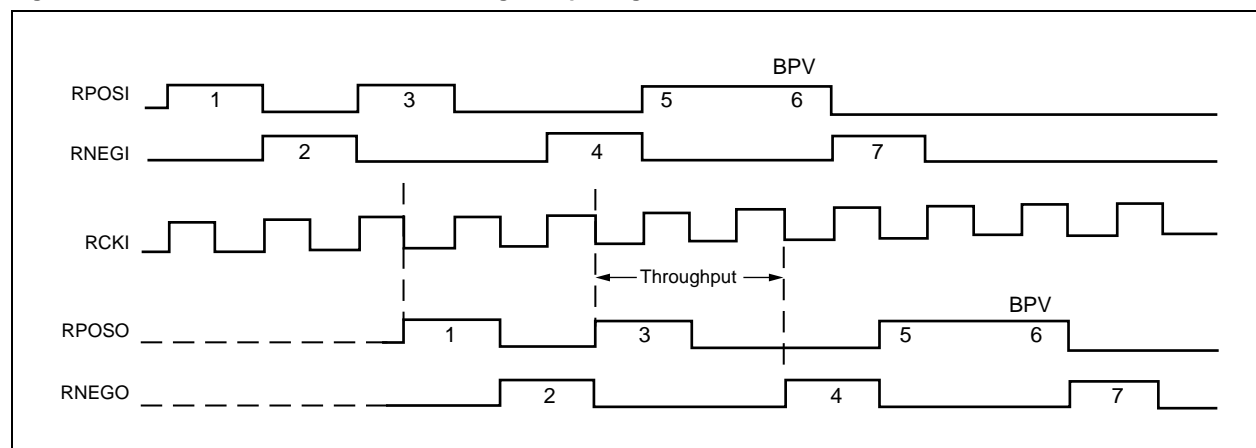 BPV
RPOSI 1 3 5 6
RNEGI 2 4 7
RCKI
Throughput
BPV
RPOSO 1 3 5 6
RNEGO 2 4 7